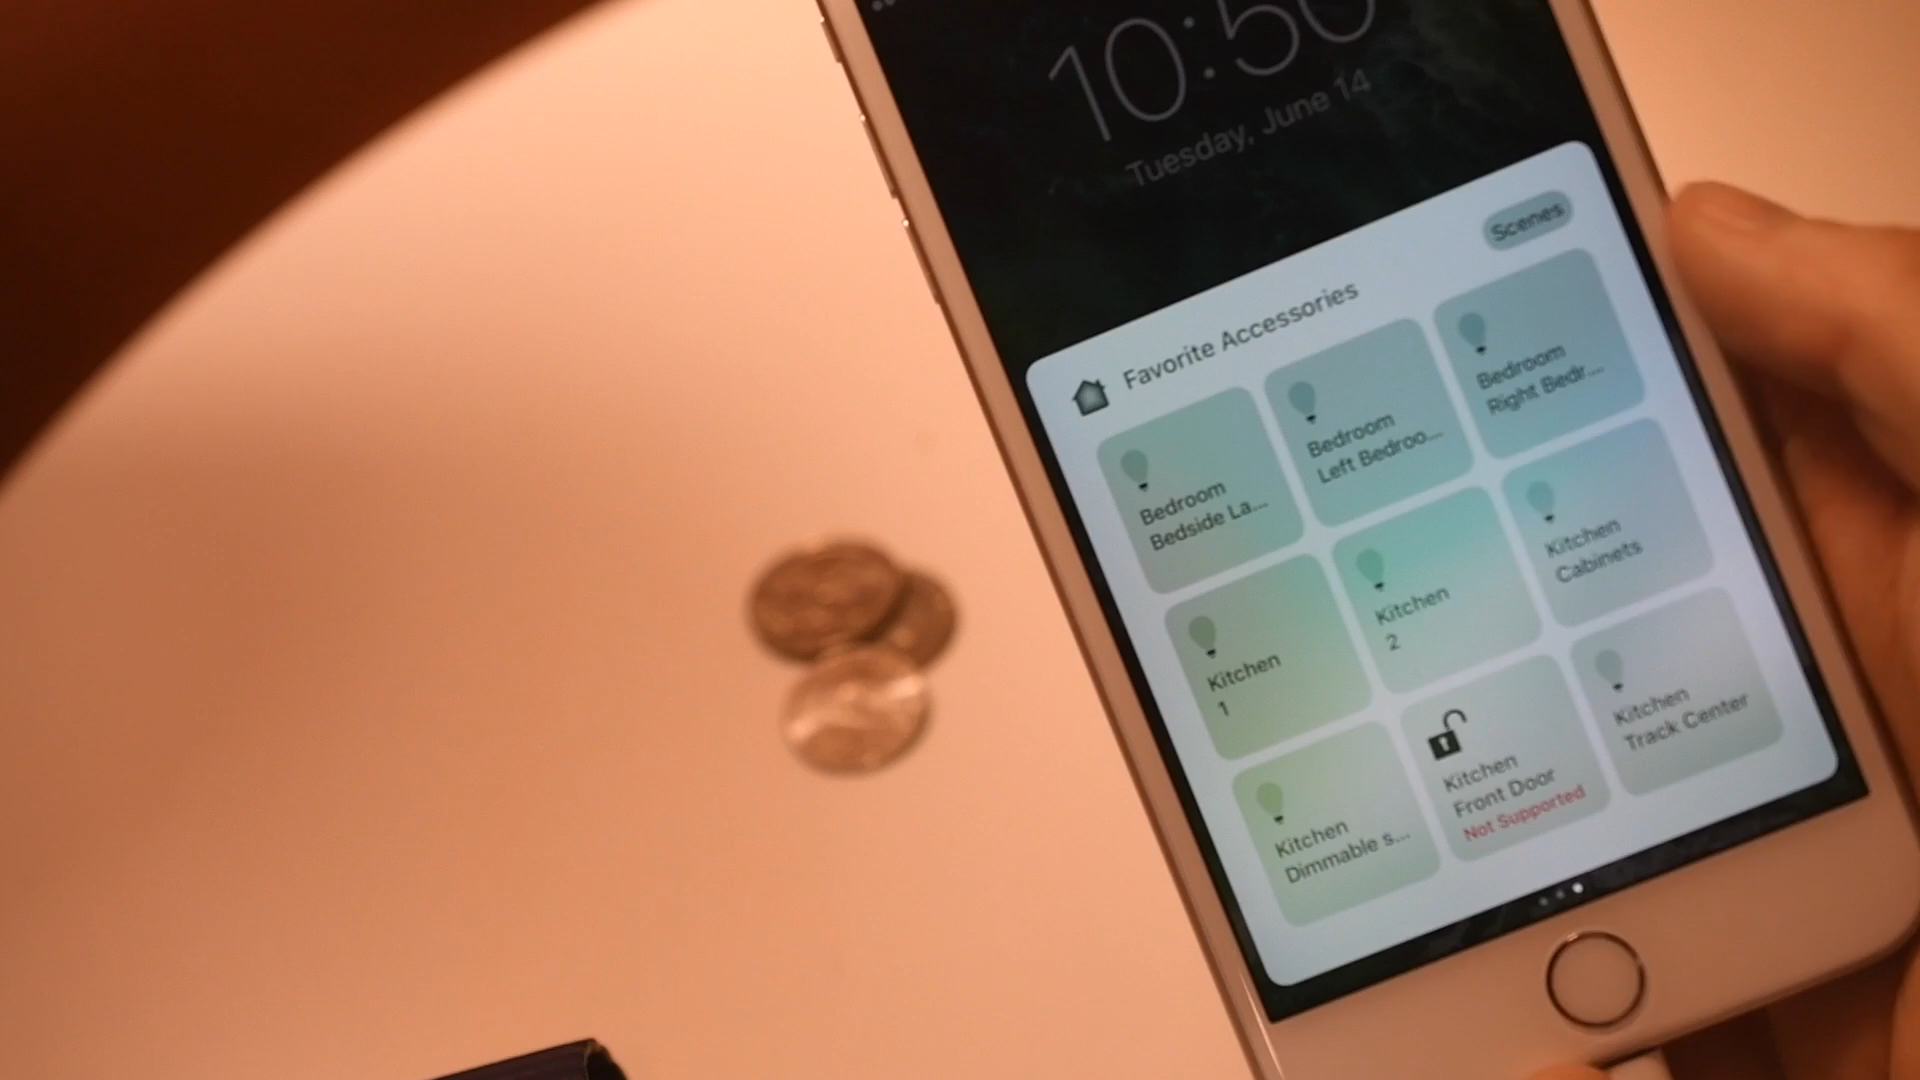 10:50
Tuesday, June 14
Scenes
Favorite Accessories
Bedroom
Bedside La...
Bedroom
Left Bedroo...
Bedroom
Right Bedr...
Kitchen
1
Kitchen
2
Kitchen
Cabinets
Kitchen
Dimmable s...
Kitchen
Front Door
Not Supported
Kitchen
Track Center